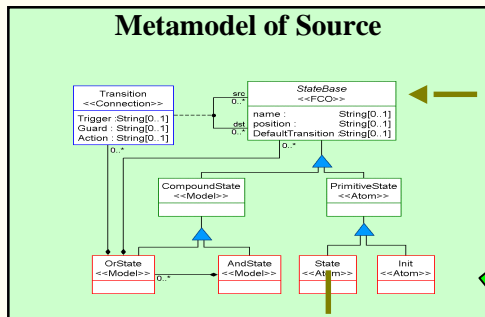 Metamodel of Source
Transition
<<Connection>>
Trigger :String[0..1]
Guard : String[0..1]
Action : String[0..1]
0..*
src
0..*
dst
0..*
StateBase
<<FCO>>
name : String[0..1]
position : String[0..1]
DefaultTransition : String[0..1]
0..*
CompoundState
<<Model>>
PrimitiveState
<<Atom>>
OrState
<<Model>>
0..*
AndState
<<Model>>
State
<<Atom>>
Init
<<Atom>>